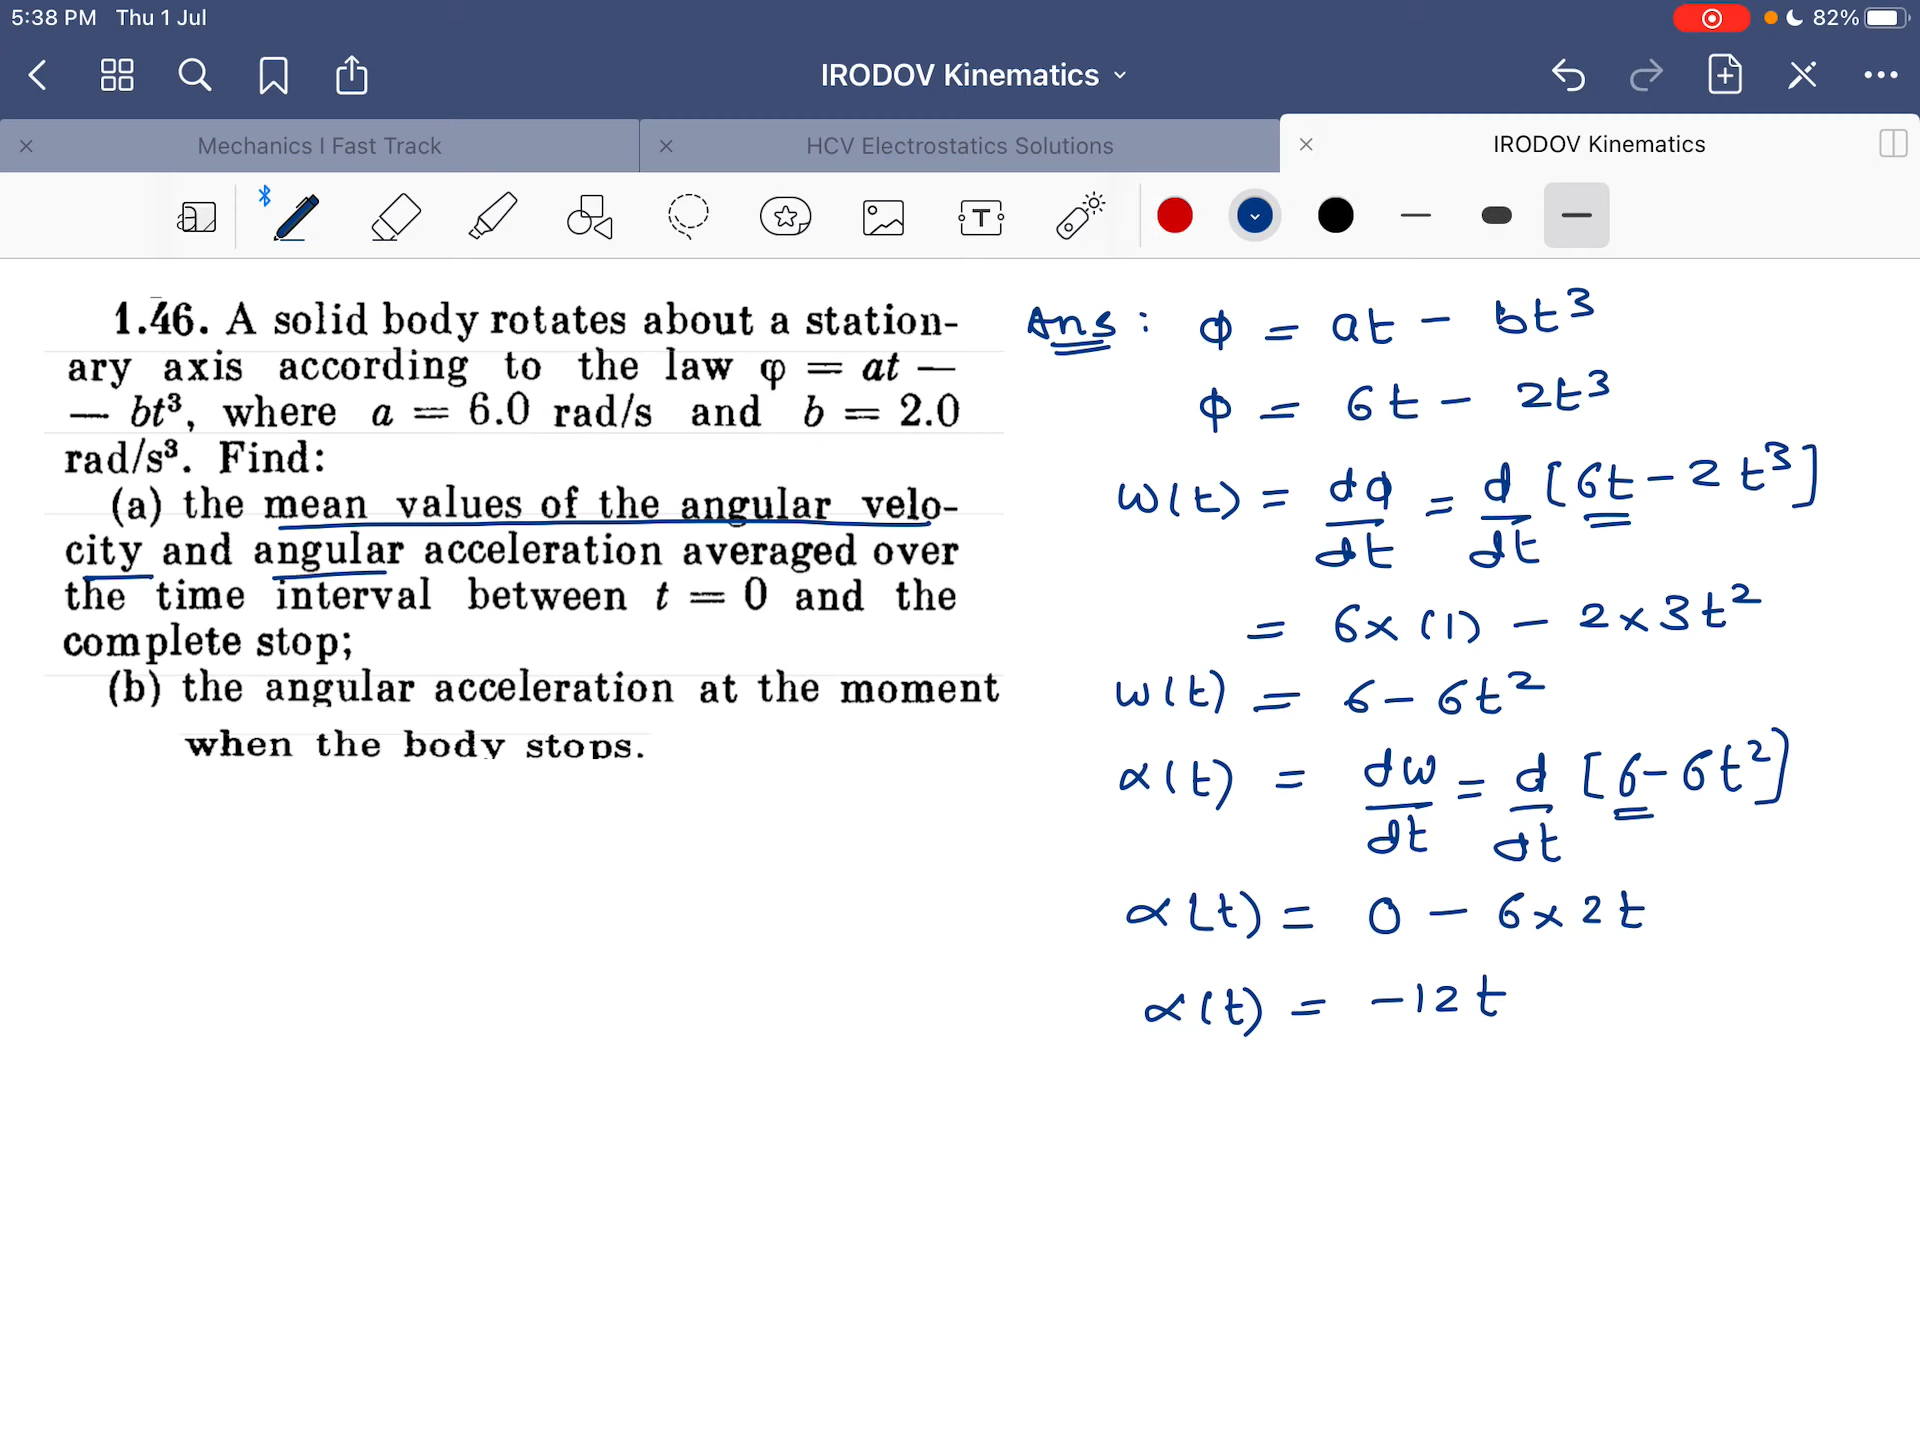 5:38 PM Thu 1 Jul 82%
IRODOV Kinematics
Mechanics I Fast Track
HCV Electrostatics Solutions
IRODOV Kinematics
1.46. A solid body rotates about a station-
ary axis according to the law φ = at —
— bt³, where a = 6.0 rad/s and b = 2.0
rad/s³. Find:
(a) the mean values of the angular velo-
city and angular acceleration averaged over
the time interval between t = 0 and the
complete stop;
(b) the angular acceleration at the moment
when the body stops.
Ans: ϕ = at - bt³
ϕ = 6t - 2t³
ω(t) = dϕ/dt = d/dt [6t - 2t³]
= 6×(1) - 2×3t²
ω(t) = 6 - 6t²
α(t) = dω/dt = d/dt [6 - 6t²]
α(t) = 0 - 6×2t
α(t) = -12t